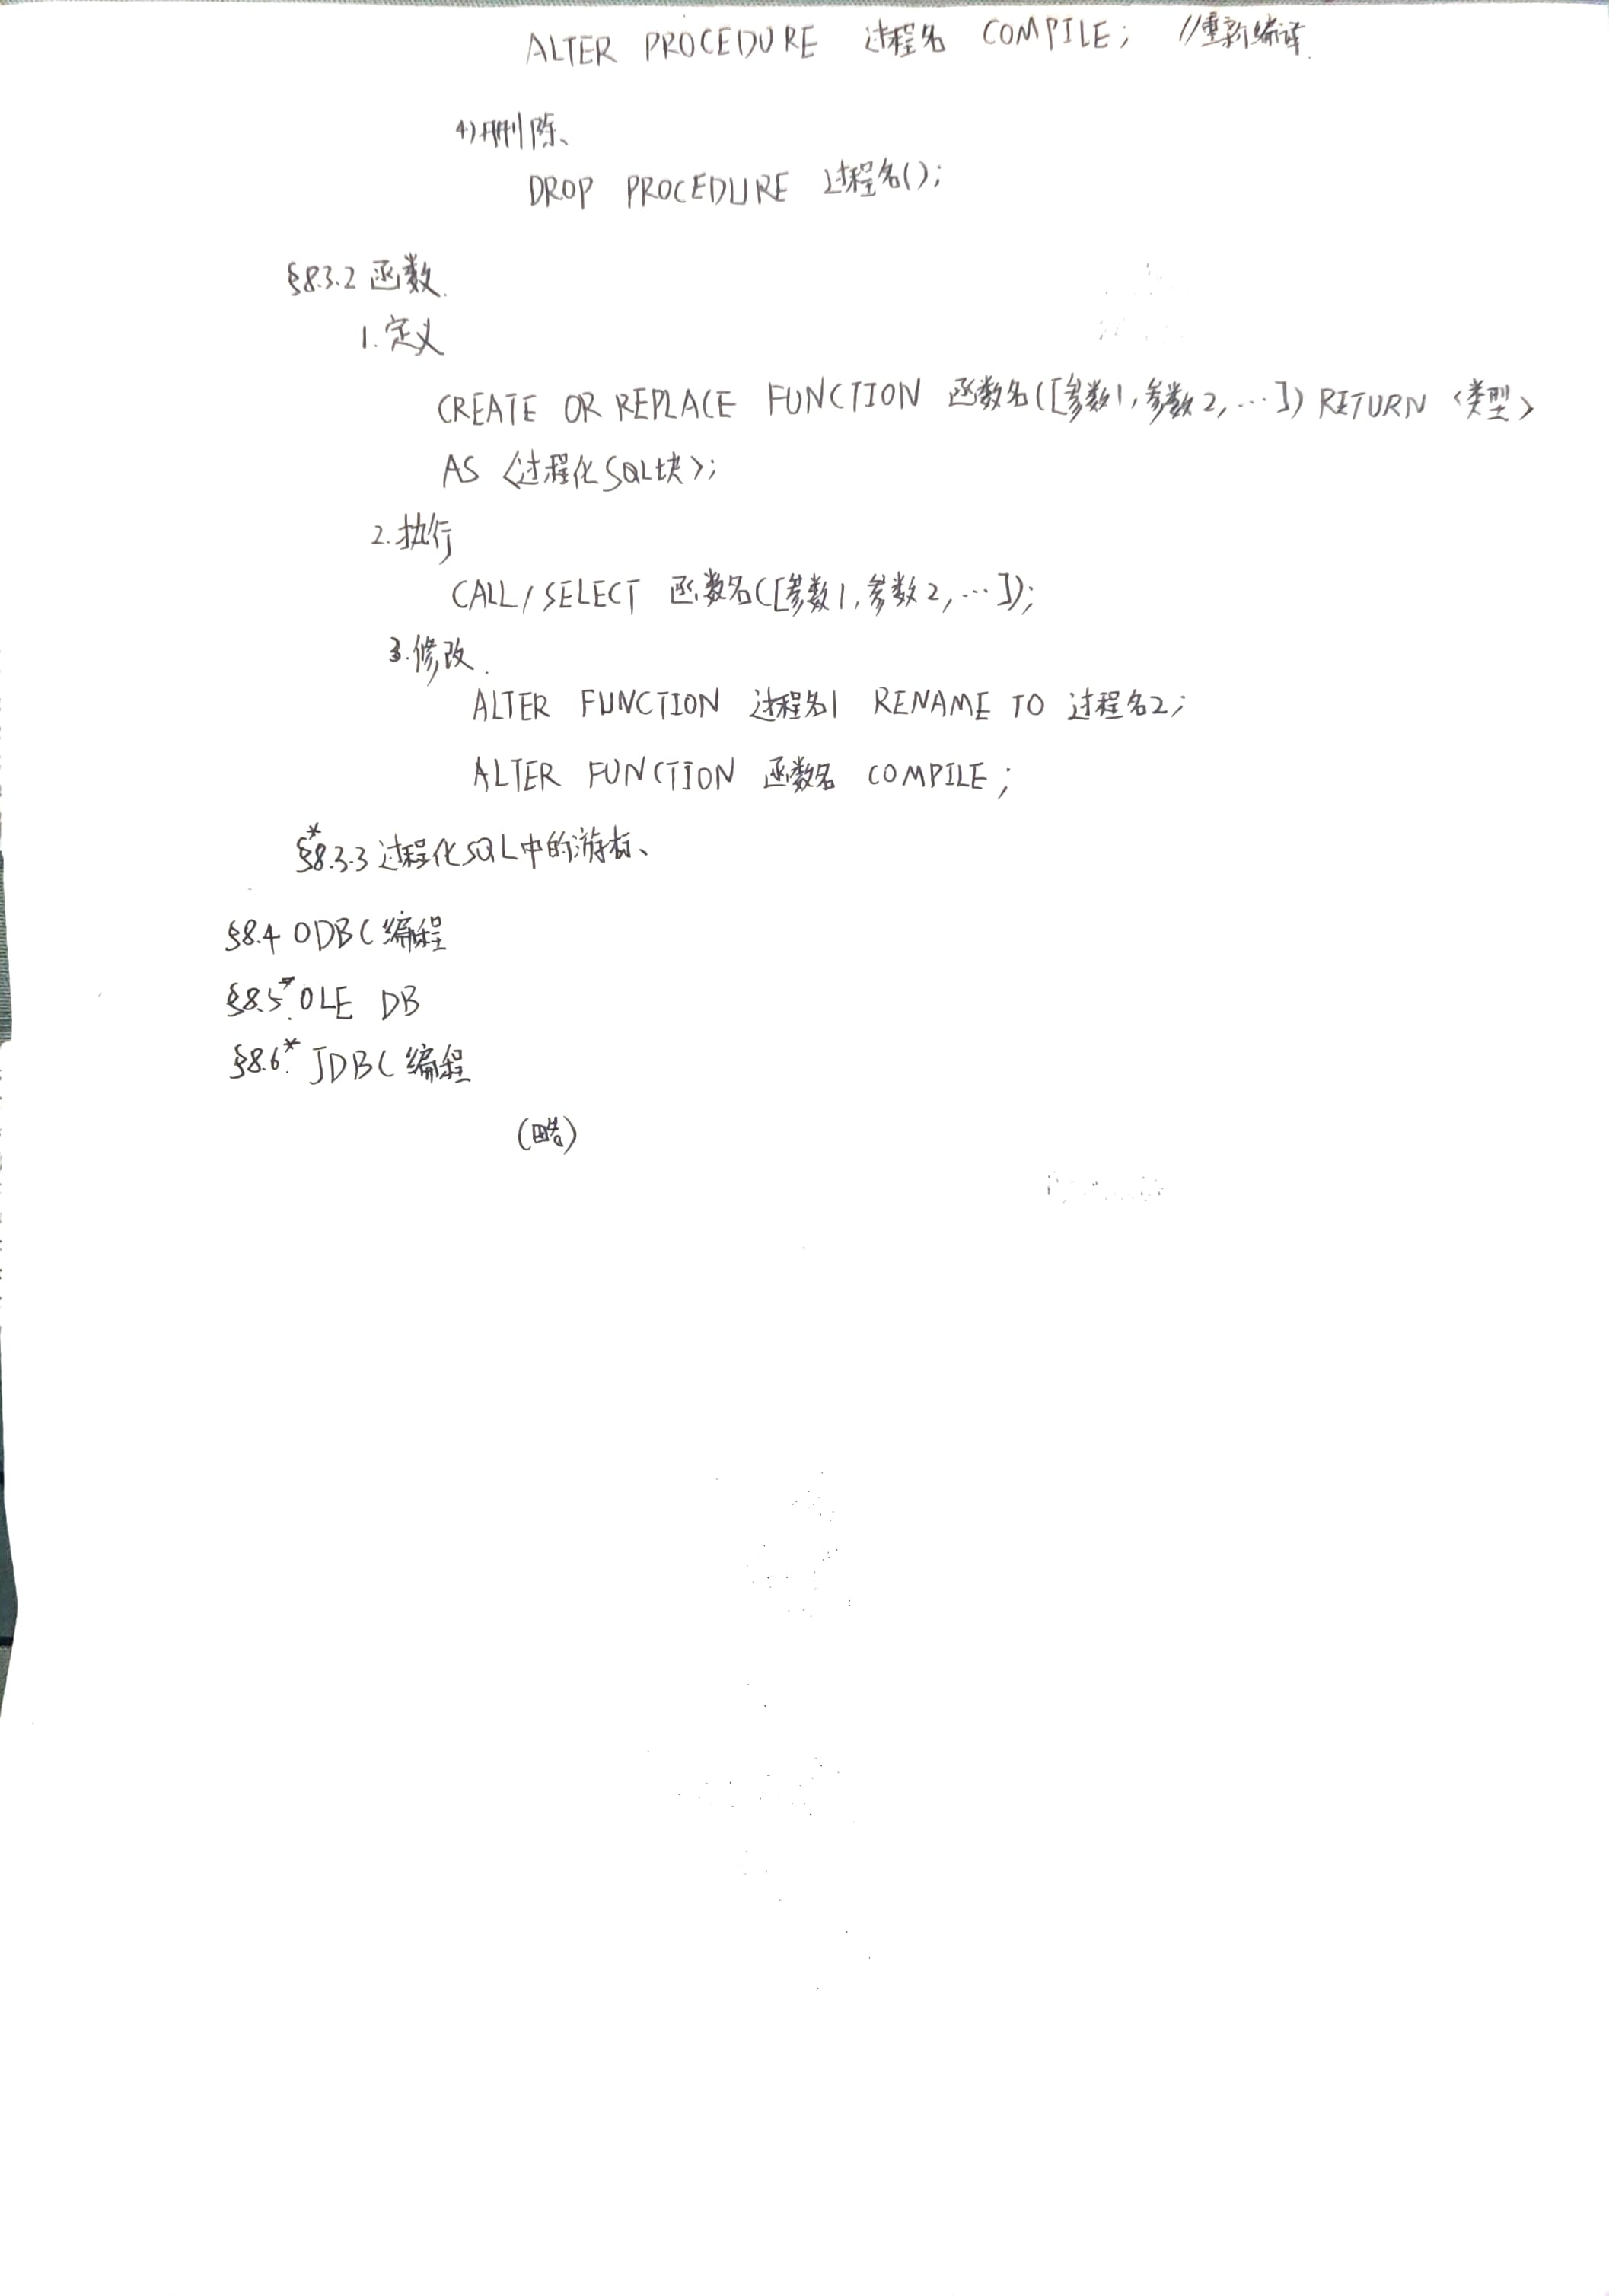 ALTER PROCEDURE 过程名 COMPILE; //重新编译.
4)删除、
DROP PROCEDURE 过程名();
§8.3.2 函数.
1.定义
CREATE OR REPLACE FUNCTION 函数名([参数1,参数2,…]) RETURN <类型>
AS <过程化SQL块>;
2.执行
CALL/SELECT 函数名([参数1,参数2,…]);
3.修改.
ALTER FUNCTION 过程名1 RENAME TO 过程名2;
ALTER FUNCTION 函数名 COMPILE;
§*8.3.3 过程化SQL中的游标、
§8.4 ODBC编程
§8.5* OLE DB
§8.6* JDBC编程
(略)